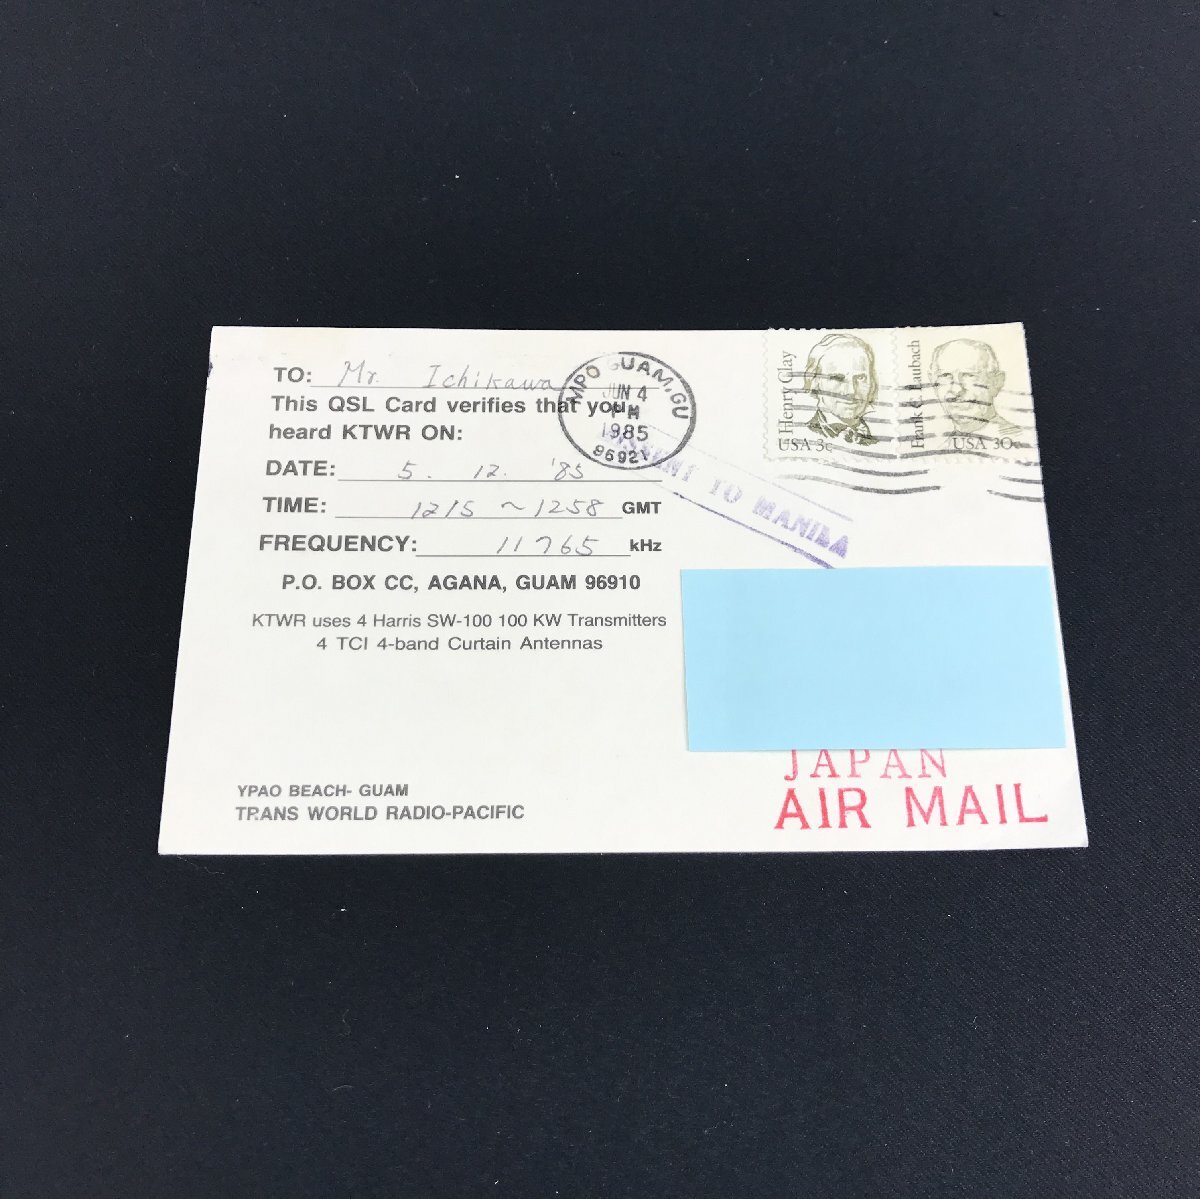 TO: Mr. Ichikawa
This QSL Card verifies that you
heard KTWR ON:
DATE: 5. 12. '85
TIME: 1215 ~ 1258 GMT
FREQUENCY: 11765 kHz
P.O. BOX CC, AGANA, GUAM 96910
KTWR uses 4 Harris SW-100 100 KW Transmitters
4 TCI 4-band Curtain Antennas
YPAO BEACH- GUAM
TRANS WORLD RADIO-PACIFIC
MPO GUAM, GU
JUN 4
PM
1985
96921
Henry Clay
USA 3c
Frank C. Laubach
USA 30c
TO MANILA
JAPAN
AIR MAIL